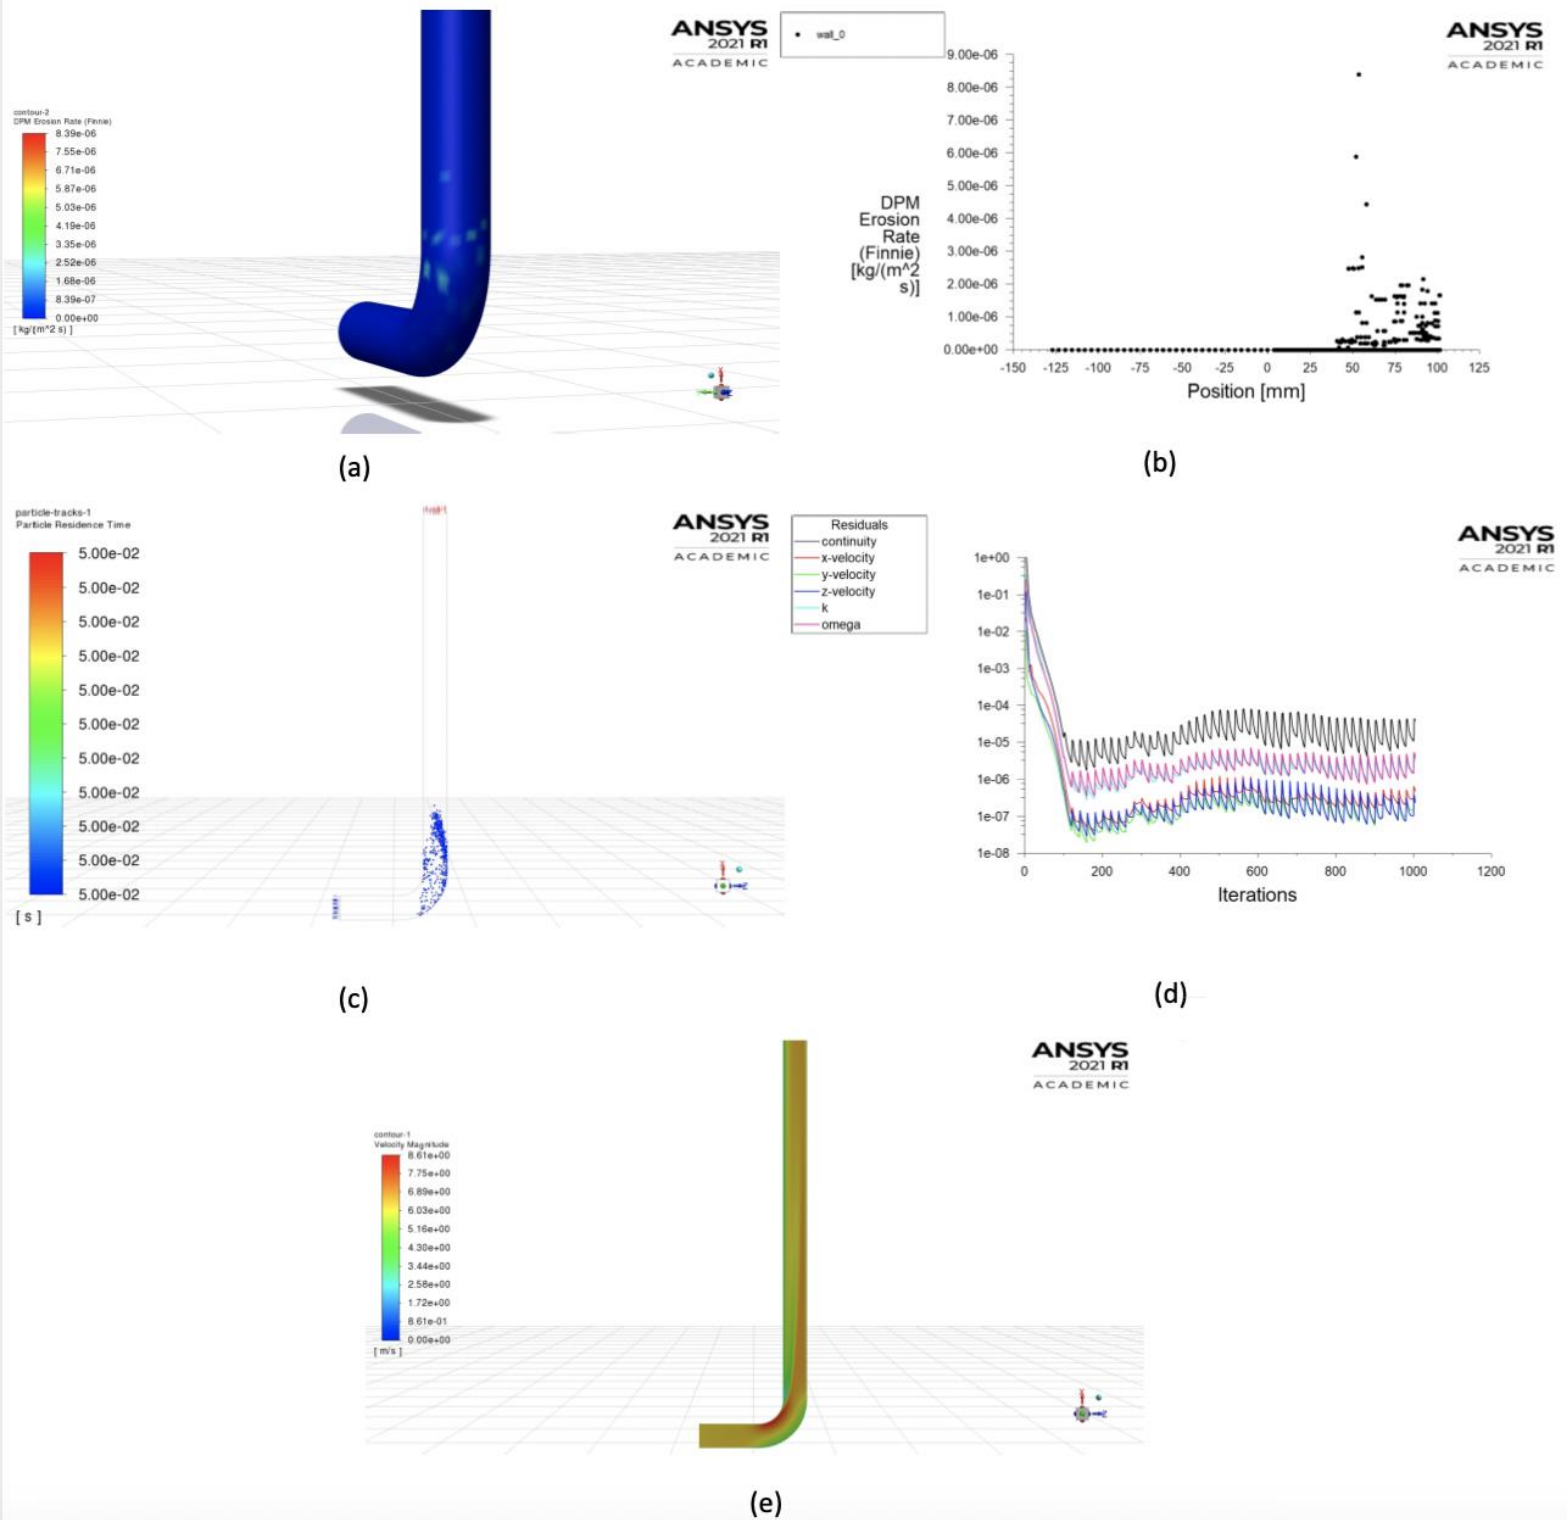 ANSYS
2021 R1
ACADEMIC
contour-2
DPM Erosion Rate (Finnie)
8.39e-06
7.55e-06
6.71e-06
5.87e-06
5.03e-06
4.19e-06
3.35e-06
2.52e-06
1.68e-06
8.39e-07
0.00e+00
[ kg/(m^2 s) ]
(a)
wall_0
ANSYS
2021 R1
ACADEMIC
9.00e-06
8.00e-06
7.00e-06
6.00e-06
5.00e-06
4.00e-06
3.00e-06
2.00e-06
1.00e-06
0.00e+00
DPM
Erosion
Rate
(Finnie)
[kg/(m^2
s)]
-150 -125 -100 -75 -50 -25 0 25 50 75 100 125
Position [mm]
(b)
particle-tracks-1
Particle Residence Time
5.00e-02
5.00e-02
5.00e-02
5.00e-02
5.00e-02
5.00e-02
5.00e-02
5.00e-02
5.00e-02
5.00e-02
5.00e-02
[ s ]
ANSYS
2021 R1
ACADEMIC
Z
(c)
Residuals
continuity
x-velocity
y-velocity
z-velocity
k
omega
ANSYS
2021 R1
ACADEMIC
1e+00
1e-01
1e-02
1e-03
1e-04
1e-05
1e-06
1e-07
1e-08
0 200 400 600 800 1000 1200
Iterations
(d)
ANSYS
2021 R1
ACADEMIC
contour-1
Velocity Magnitude
8.61e+00
7.75e+00
6.89e+00
6.03e+00
5.16e+00
4.30e+00
3.44e+00
2.58e+00
1.72e+00
8.61e-01
0.00e+00
[ m/s ]
Z
(e)